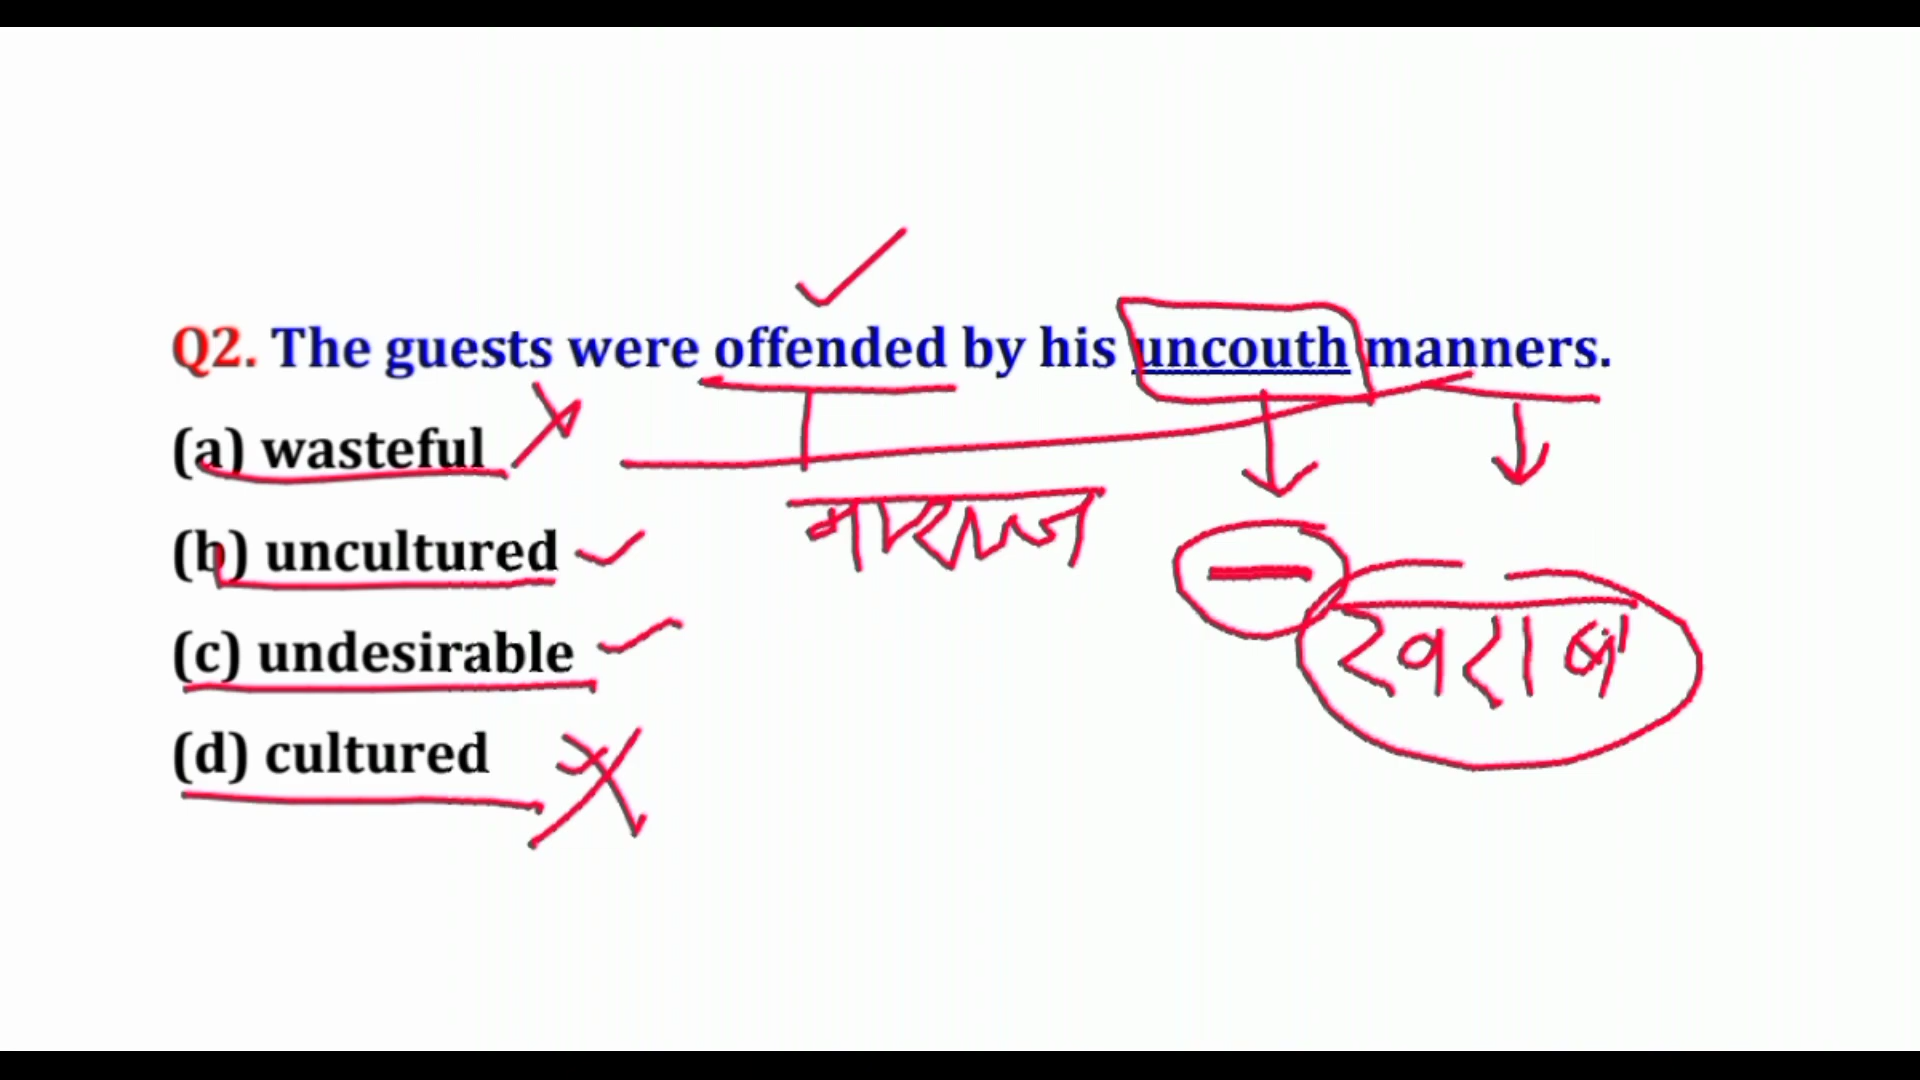 Q2. The guests were offended by his uncouth manners.
(a) wasteful
(b) uncultured
नाराज
(c) undesirable
खराब
(d) cultured